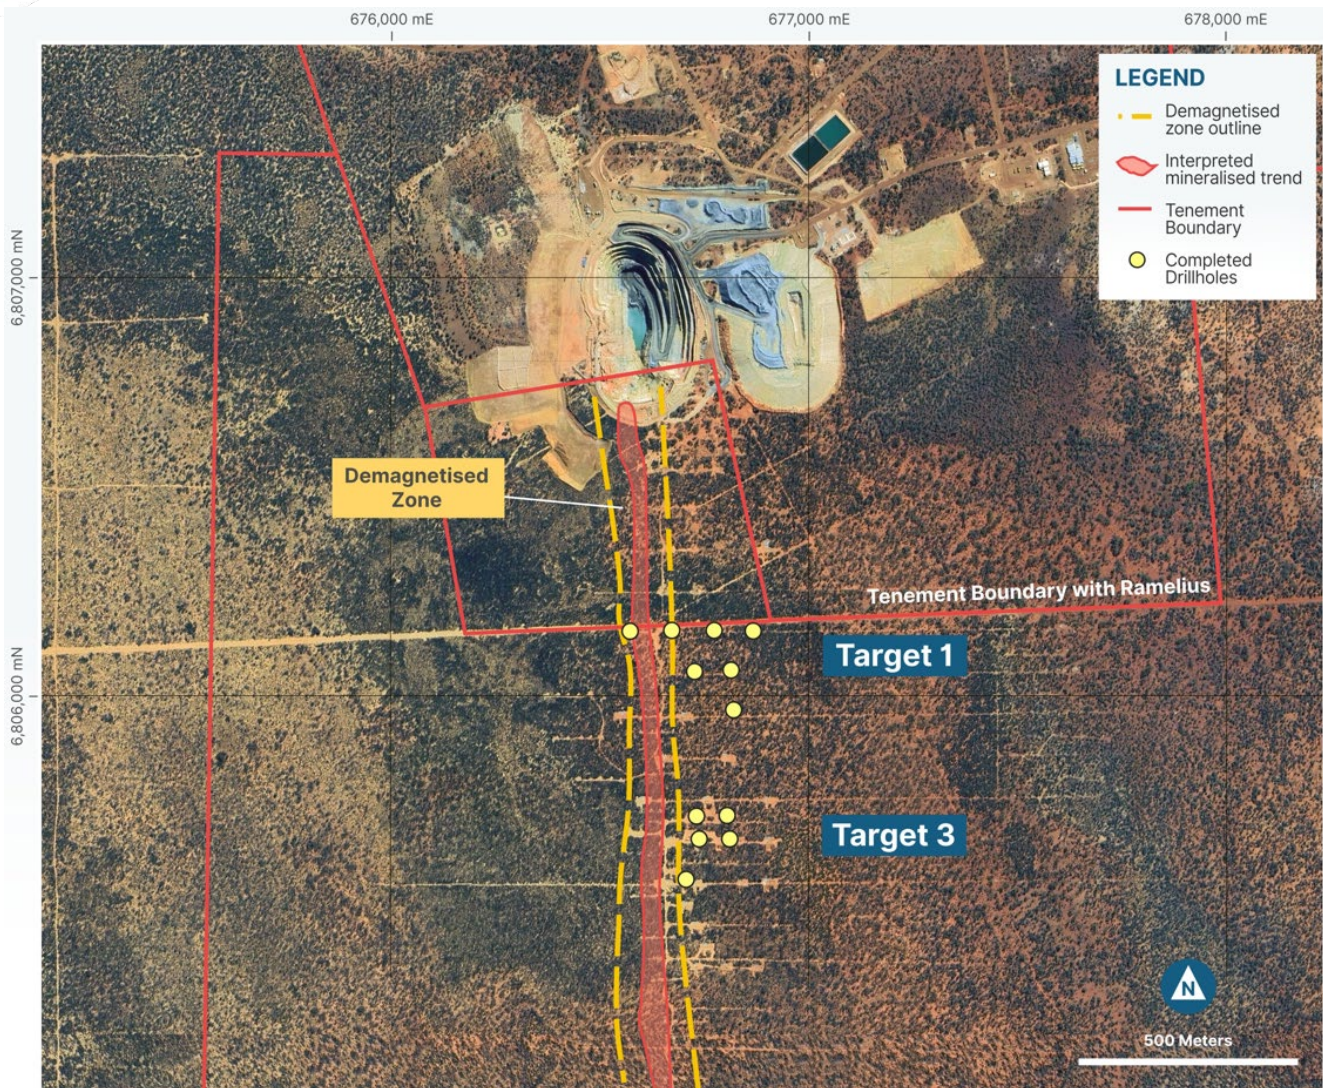 676,000 mE
677,000 mE
678,000 mE
6,807,000 mN
6,806,000 mN
LEGEND
Demagnetised
zone outline
Interpreted
mineralised trend
Tenement
Boundary
Completed
Drillholes
Demagnetised
Zone
Tenement Boundary with Ramelius
Target 1
Target 3
N
500 Meters